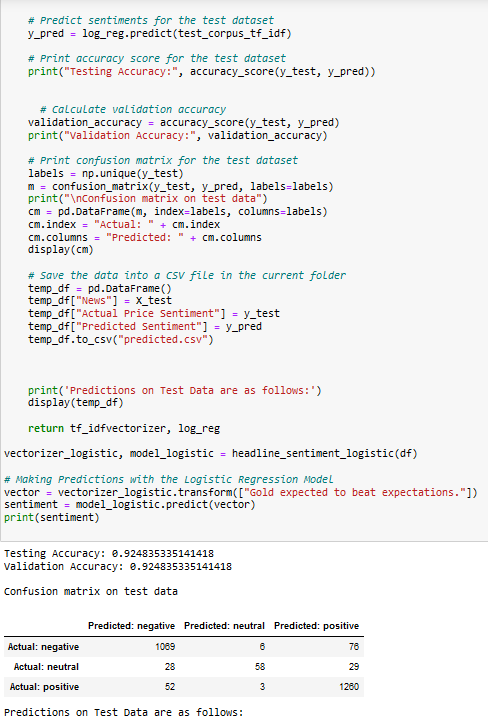 # Predict sentiments for the test dataset
y_pred = log_reg.predict(test_corpus_tf_idf)
# Print accuracy score for the test dataset
print("Testing Accuracy:", accuracy_score(y_test, y_pred))
# Calculate validation accuracy
validation_accuracy = accuracy_score(y_test, y_pred)
print("Validation Accuracy:", validation_accuracy)
# Print confusion matrix for the test dataset
labels = np.unique(y_test)
m = confusion_matrix(y_test, y_pred, labels=labels)
print("\nConfusion matrix on test data")
cm = pd.DataFrame(m, index=labels, columns=labels)
cm.index = "Actual: " + cm.index
cm.columns = "Predicted: " + cm.columns
display(cm)
# Save the data into a CSV file in the current folder
temp_df = pd.DataFrame()
temp_df["News"] = X_test
temp_df["Actual Price Sentiment"] = y_test
temp_df["Predicted Sentiment"] = y_pred
temp_df.to_csv("predicted.csv")
print('Predictions on Test Data are as follows:')
display(temp_df)
return tf_idfvectorizer, log_reg
vectorizer_logistic, model_logistic = headline_sentiment_logistic(df)
# Making Predictions with the Logistic Regression Model
vector = vectorizer_logistic.transform(["Gold expected to beat expectations."])
sentiment = model_logistic.predict(vector)
print(sentiment)
Testing Accuracy: 0.924835335141418
Validation Accuracy: 0.924835335141418
Confusion matrix on test data
Predicted: negative Predicted: neutral Predicted: positive
Actual: negative 1069 6 76
Actual: neutral 28 58 29
Actual: positive 52 3 1260
Predictions on Test Data are as follows: